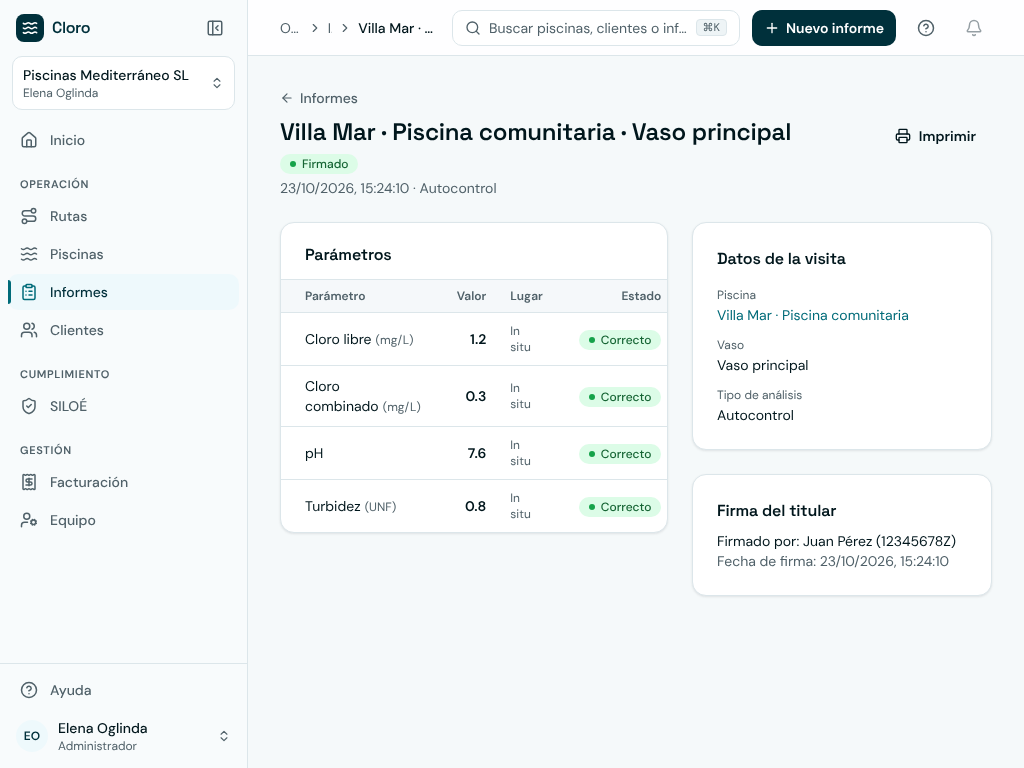 Cloro
Piscinas Mediterráneo SL
Elena Oglinda
Inicio
OPERACIÓN
Rutas
Piscinas
Informes
Clientes
CUMPLIMIENTO
SILOÉ
GESTIÓN
Facturación
Equipo
Ayuda
EO
Elena Oglinda
Administrador
O... > I > Villa Mar · ...
Buscar piscinas, clientes o inf... ⌘K
+ Nuevo informe
← Informes
Villa Mar · Piscina comunitaria · Vaso principal
Imprimir
Firmado
23/10/2026, 15:24:10 · Autocontrol
Parámetros
Parámetro Valor Lugar Estado
Cloro libre (mg/L) 1.2 In situ Correcto
Cloro combinado (mg/L) 0.3 In situ Correcto
pH 7.6 In situ Correcto
Turbidez (UNF) 0.8 In situ Correcto
Datos de la visita
Piscina
Villa Mar · Piscina comunitaria
Vaso
Vaso principal
Tipo de análisis
Autocontrol
Firma del titular
Firmado por: Juan Pérez (12345678Z)
Fecha de firma: 23/10/2026, 15:24:10